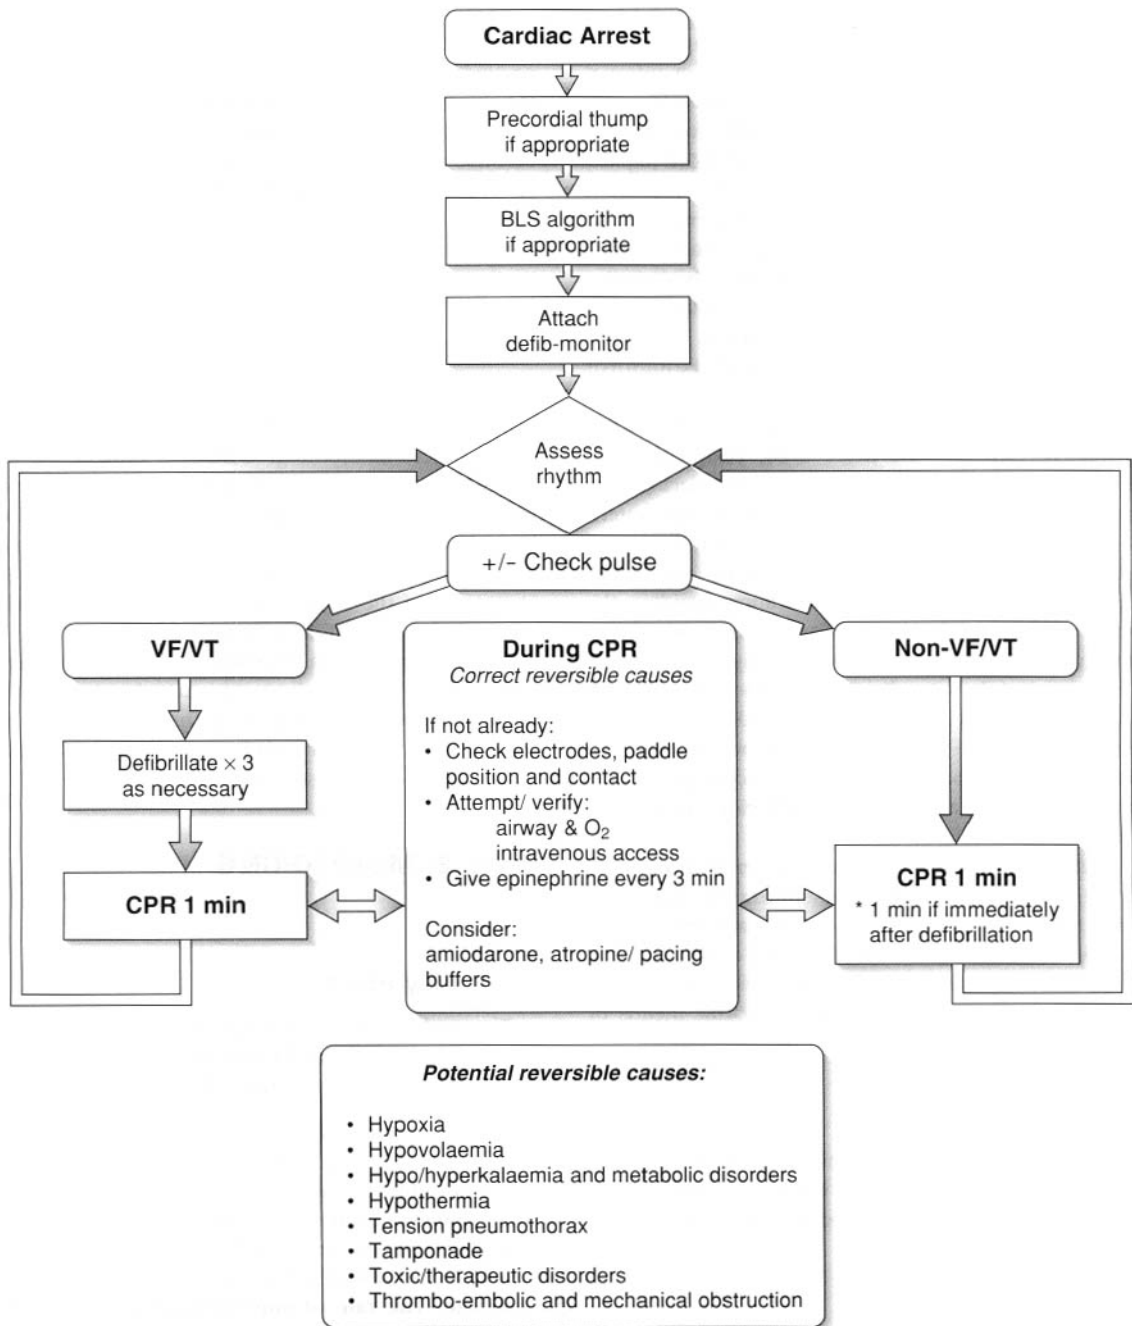 Cardiac Arrest
Precordial thump
if appropriate
BLS algorithm
if appropriate
Attach
defib-monitor
Assess
rhythm
+/– Check pulse
VF/VT
Defibrillate × 3
as necessary
CPR 1 min
During CPR
Correct reversible causes
If not already:
• Check electrodes, paddle
position and contact
• Attempt/ verify:
airway & O₂
intravenous access
• Give epinephrine every 3 min
Consider:
amiodarone, atropine/ pacing
buffers
Non-VF/VT
CPR 1 min
* 1 min if immediately
after defibrillation
Potential reversible causes:
• Hypoxia
• Hypovolaemia
• Hypo/hyperkalaemia and metabolic disorders
• Hypothermia
• Tension pneumothorax
• Tamponade
• Toxic/therapeutic disorders
• Thrombo-embolic and mechanical obstruction